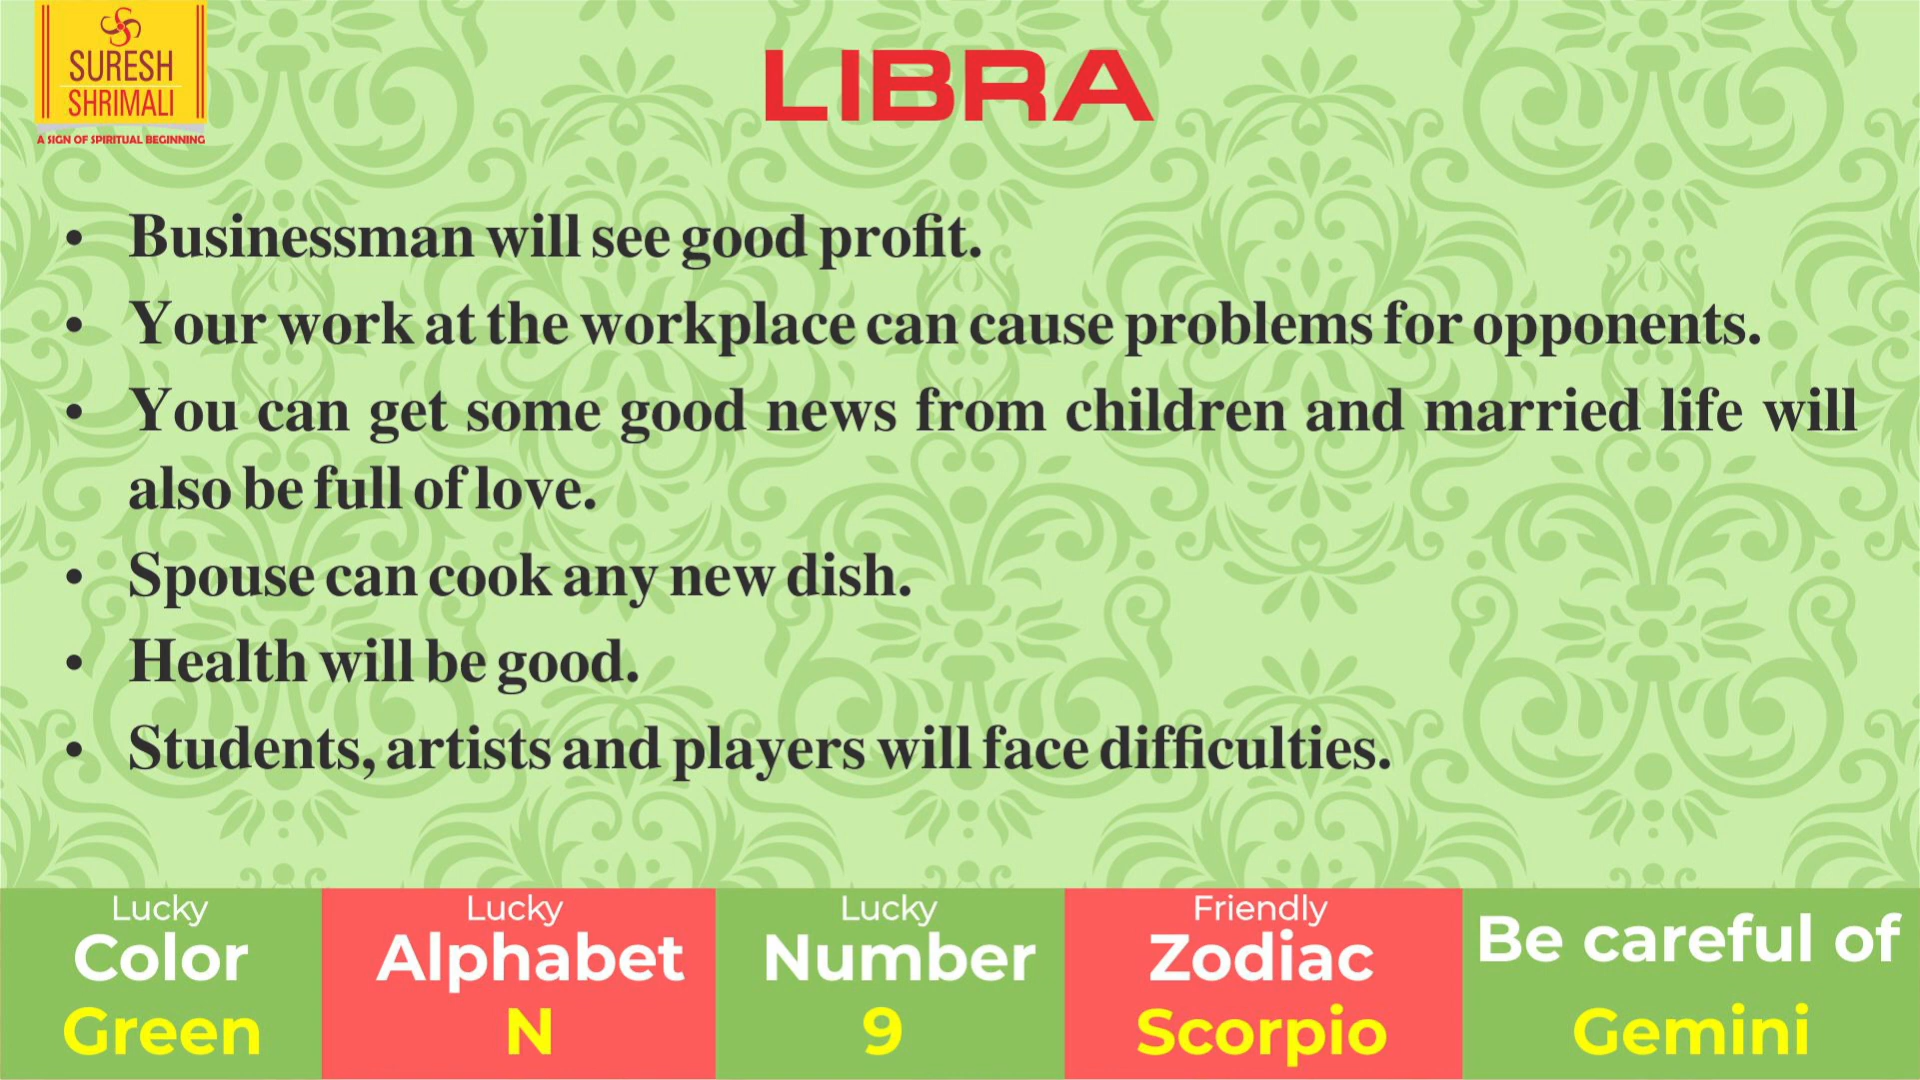 SURESH
SHRIMALI
A SIGN OF SPIRITUAL BEGINNING
LIBRA
• Businessman will see good profit.
• Your work at the workplace can cause problems for opponents.
• You can get some good news from children and married life will
also be full of love.
• Spouse can cook any new dish.
• Health will be good.
• Students, artists and players will face difficulties.
Lucky
Color
Green
Lucky
Alphabet
N
Lucky
Number
9
Friendly
Zodiac
Scorpio
Be careful of
Gemini